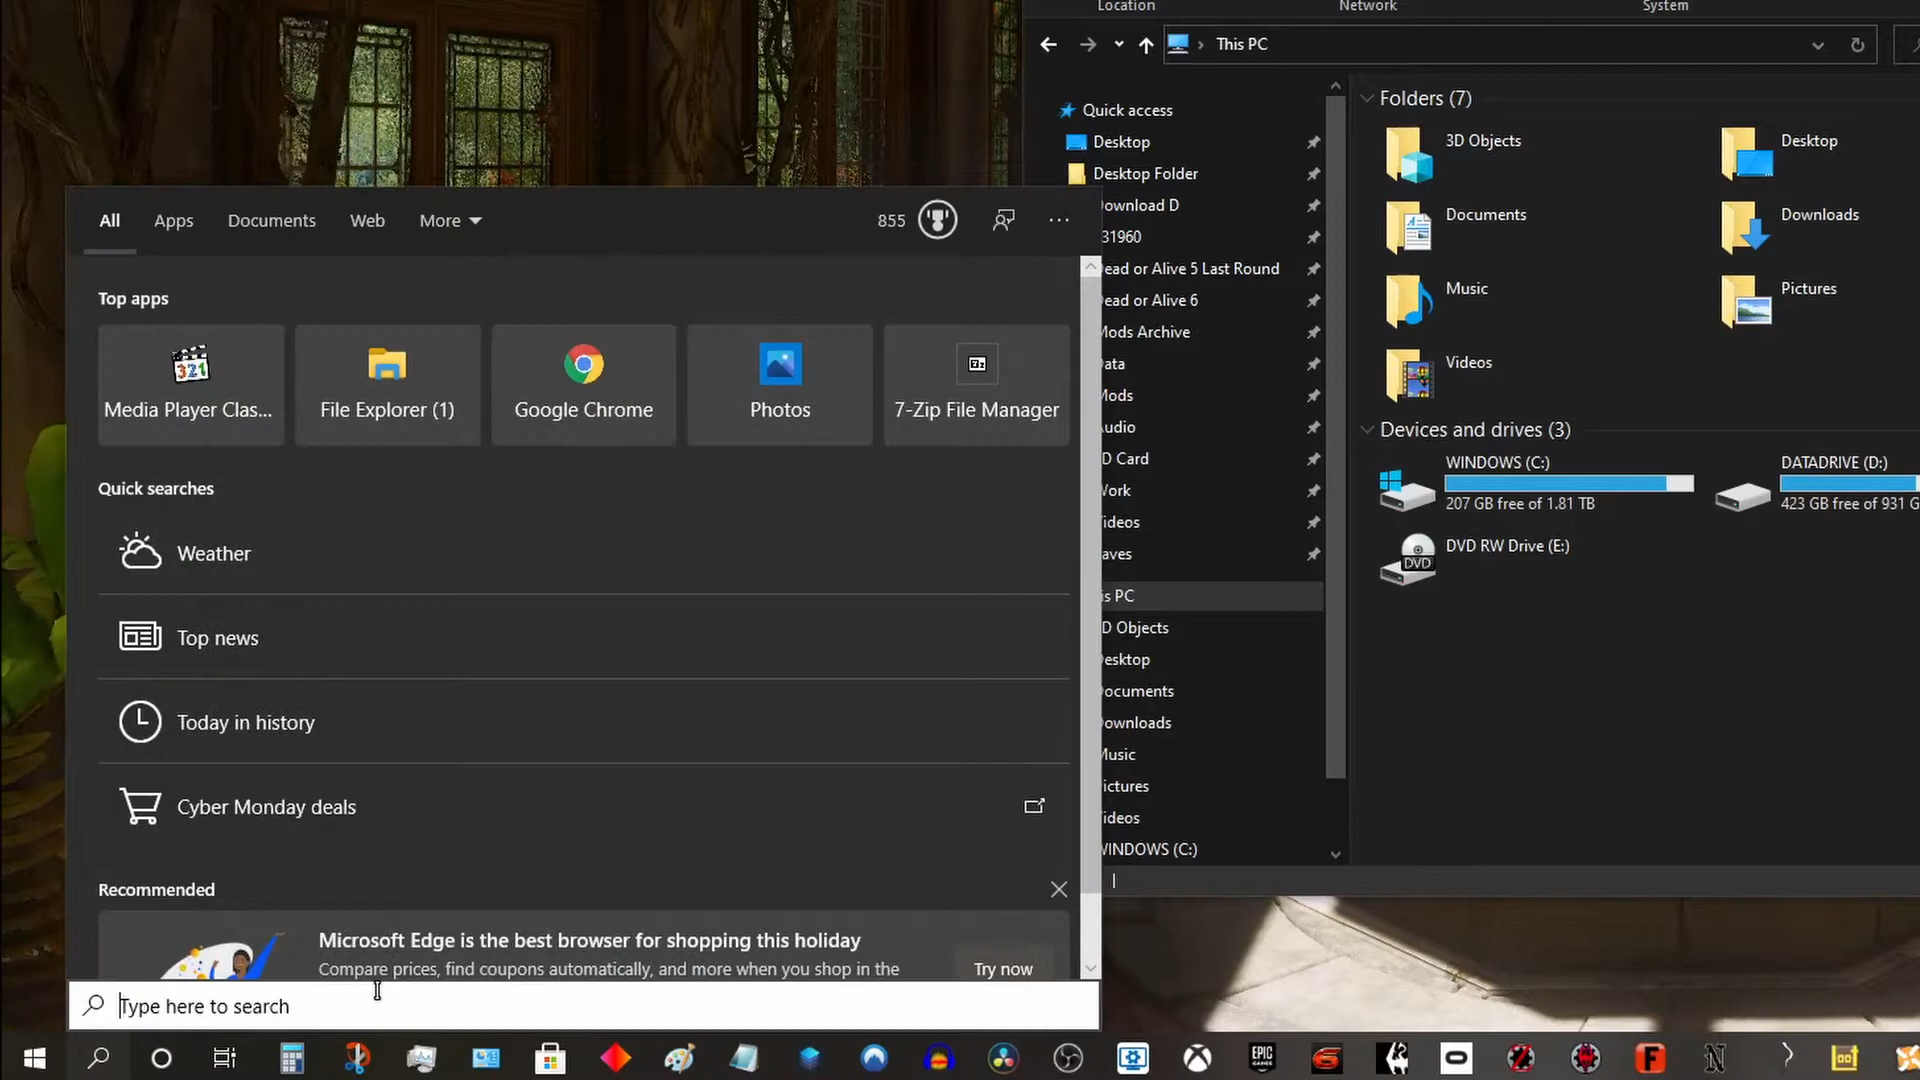 Location Network System
This PC
Quick access
Desktop
Desktop Folder
ownload D
31960
ead or Alive 5 Last Round
ead or Alive 6
Mods Archive
ata
Mods
udio
D Card
Work
ideos
aves
is PC
D Objects
esktop
ocuments
ownloads
Music
ictures
ideos
WINDOWS (C:)
Folders (7)
3D Objects
Desktop
Documents
Downloads
Music
Pictures
Videos
Devices and drives (3)
WINDOWS (C:)
207 GB free of 1.81 TB
DATADRIVE (D:)
423 GB free of 931 G
DVD RW Drive (E:)
DVD
All Apps Documents Web More 855
Top apps
321
Media Player Clas...
File Explorer (1)
Google Chrome
Photos
7z
7-Zip File Manager
Quick searches
Weather
Top news
Today in history
Cyber Monday deals
Recommended
Microsoft Edge is the best browser for shopping this holiday
Compare prices, find coupons automatically, and more when you shop in the
Try now
Type here to search
EPIC
GAMES